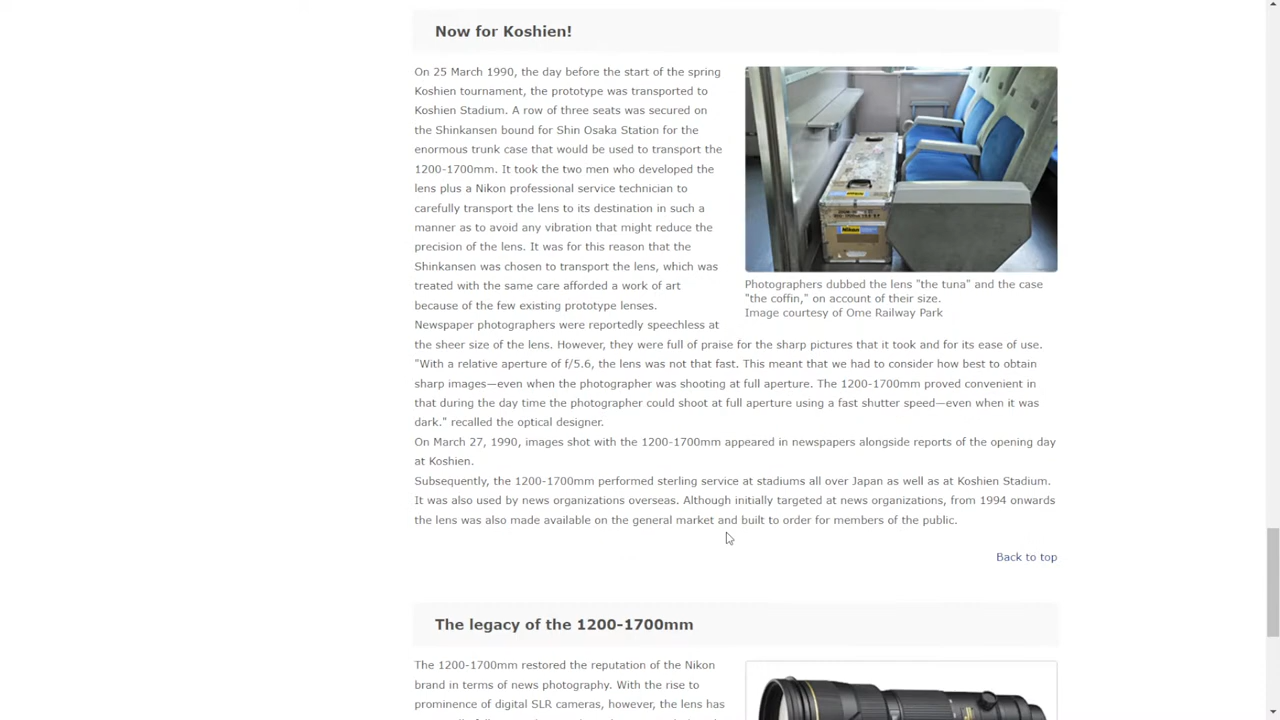 Now for Koshien!
On 25 March 1990, the day before the start of the spring
Koshien tournament, the prototype was transported to
Koshien Stadium. A row of three seats was secured on
the Shinkansen bound for Shin Osaka Station for the
enormous trunk case that would be used to transport the
1200-1700mm. It took the two men who developed the
lens plus a Nikon professional service technician to
carefully transport the lens to its destination in such a
manner as to avoid any vibration that might reduce the
precision of the lens. It was for this reason that the
Shinkansen was chosen to transport the lens, which was
treated with the same care afforded a work of art
because of the few existing prototype lenses.
Nikon
Photographers dubbed the lens "the tuna" and the case
"the coffin," on account of their size.
Image courtesy of Ome Railway Park
Newspaper photographers were reportedly speechless at
the sheer size of the lens. However, they were full of praise for the sharp pictures that it took and for its ease of use.
"With a relative aperture of f/5.6, the lens was not that fast. This meant that we had to consider how best to obtain
sharp images—even when the photographer was shooting at full aperture. The 1200-1700mm proved convenient in
that during the day time the photographer could shoot at full aperture using a fast shutter speed—even when it was
dark." recalled the optical designer.
On March 27, 1990, images shot with the 1200-1700mm appeared in newspapers alongside reports of the opening day
at Koshien.
Subsequently, the 1200-1700mm performed sterling service at stadiums all over Japan as well as at Koshien Stadium.
It was also used by news organizations overseas. Although initially targeted at news organizations, from 1994 onwards
the lens was also made available on the general market and built to order for members of the public.
Back to top
The legacy of the 1200-1700mm
The 1200-1700mm restored the reputation of the Nikon
brand in terms of news photography. With the rise to
prominence of digital SLR cameras, however, the lens has